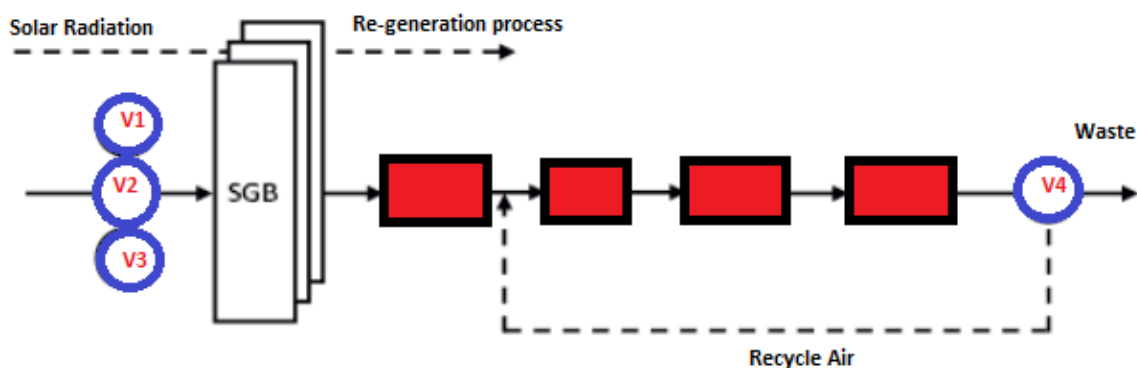 Solar Radiation
Re-generation process
V1
V2
V3
SGB
Waste
V4
Recycle Air